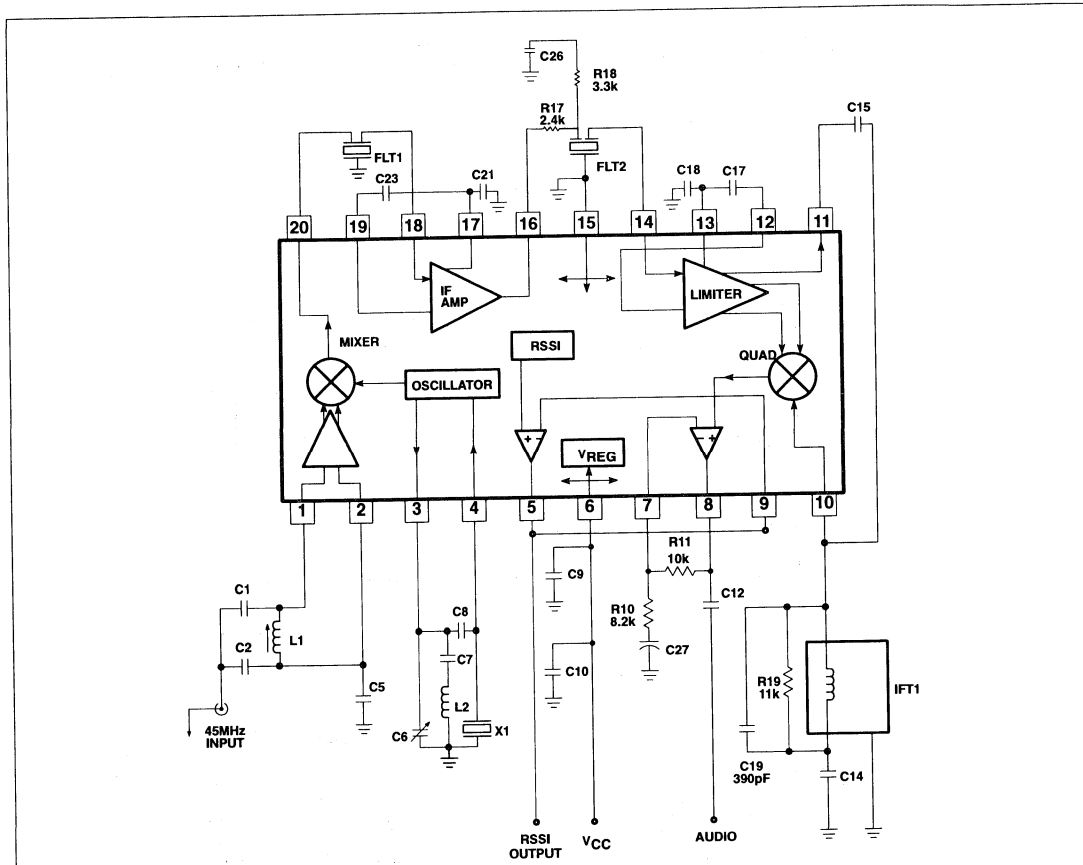 C26
R18
3.3k
R17
2.4k
C15
FLT1
FLT2
C23
C21
C18
C17
20
19
18
17
16
15
14
13
12
11
IF
AMP
LIMITER
MIXER
RSSI
QUAD
OSCILLATOR
+ -
- +
VREG
1
2
3
4
5
6
7
8
9
10
R11
10k
C9
C1
C8
R10
8.2k
C12
L1
C2
C7
C27
C10
C5
L2
R19
11k
IFT1
45MHz
INPUT
C6
X1
C19
390pF
C14
RSSI
OUTPUT
VCC
AUDIO